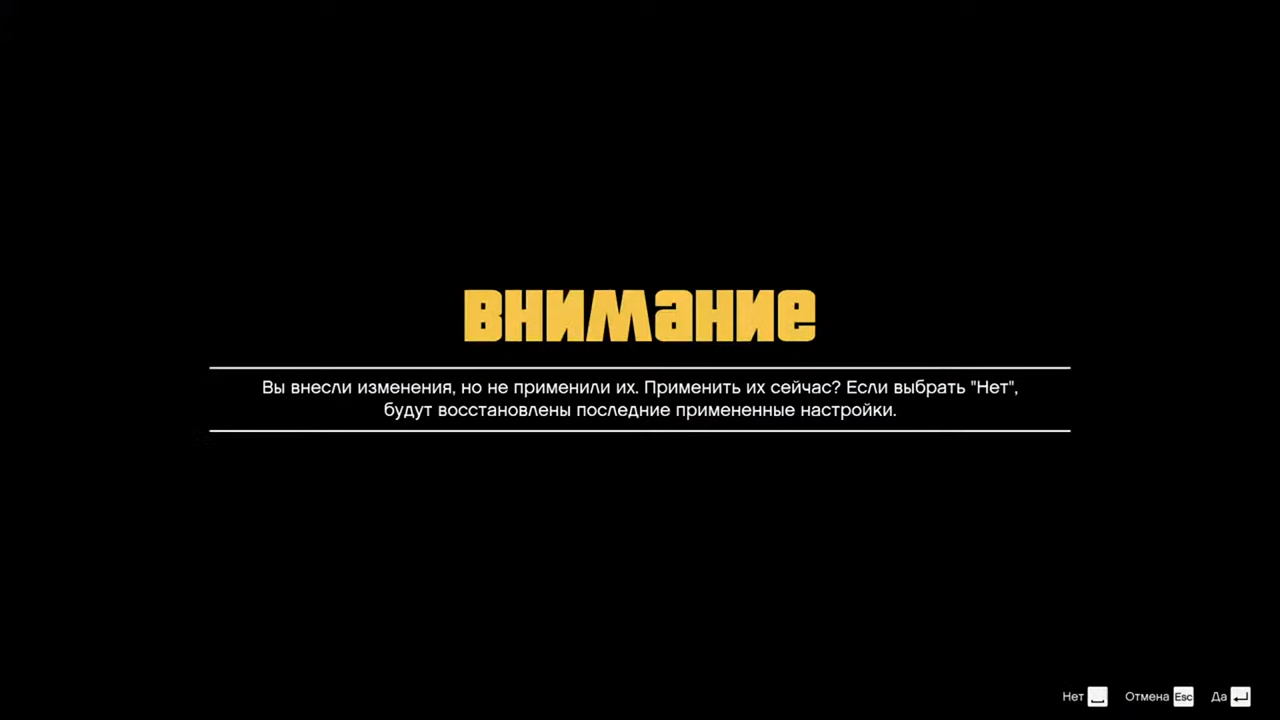 внимание
Вы внесли изменения, но не применили их. Применить их сейчас? Если выбрать "Нет",
будут восстановлены последние примененные настройки.
Нет Отмена Esc Да